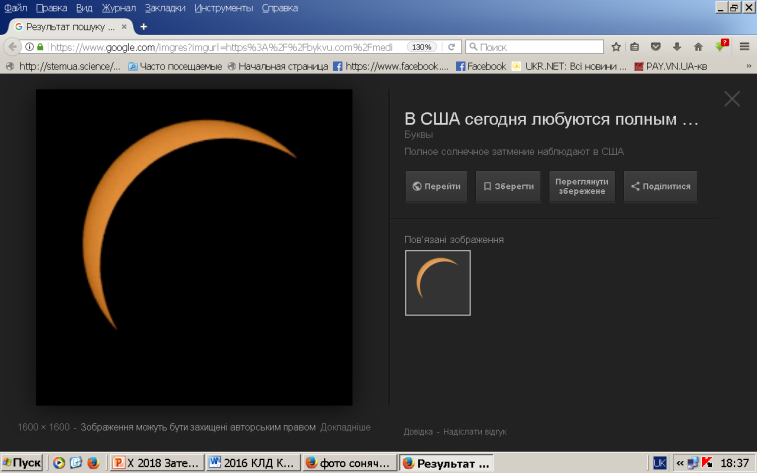 Файл Правка Вид Журнал Закладки Инструменты Справка
Результат пошуку ...
https://www.google.com/imgres?imgurl=https%3A%2F%2Fbykvu.com%2Fmedi 130% Поиск
http://stemua.science/... Часто посещаемые Начальная страница https://www.facebook.... Facebook UKR.NET: Всі новини ... PAY.VN.UA-кв
В США сегодня любуются полным ...
Буквы
Полное солнечное затмение наблюдают в США
Перейти Зберегти Переглянути збережене Поділитися
Пов'язані зображення
1600 × 1600 - Зображення можуть бути захищені авторським правом Докладніше
Довідка - Надіслати відгук
Пуск X 2018 Зате... 2016 КЛД К... фото соняч... Результат ... UK 18:37